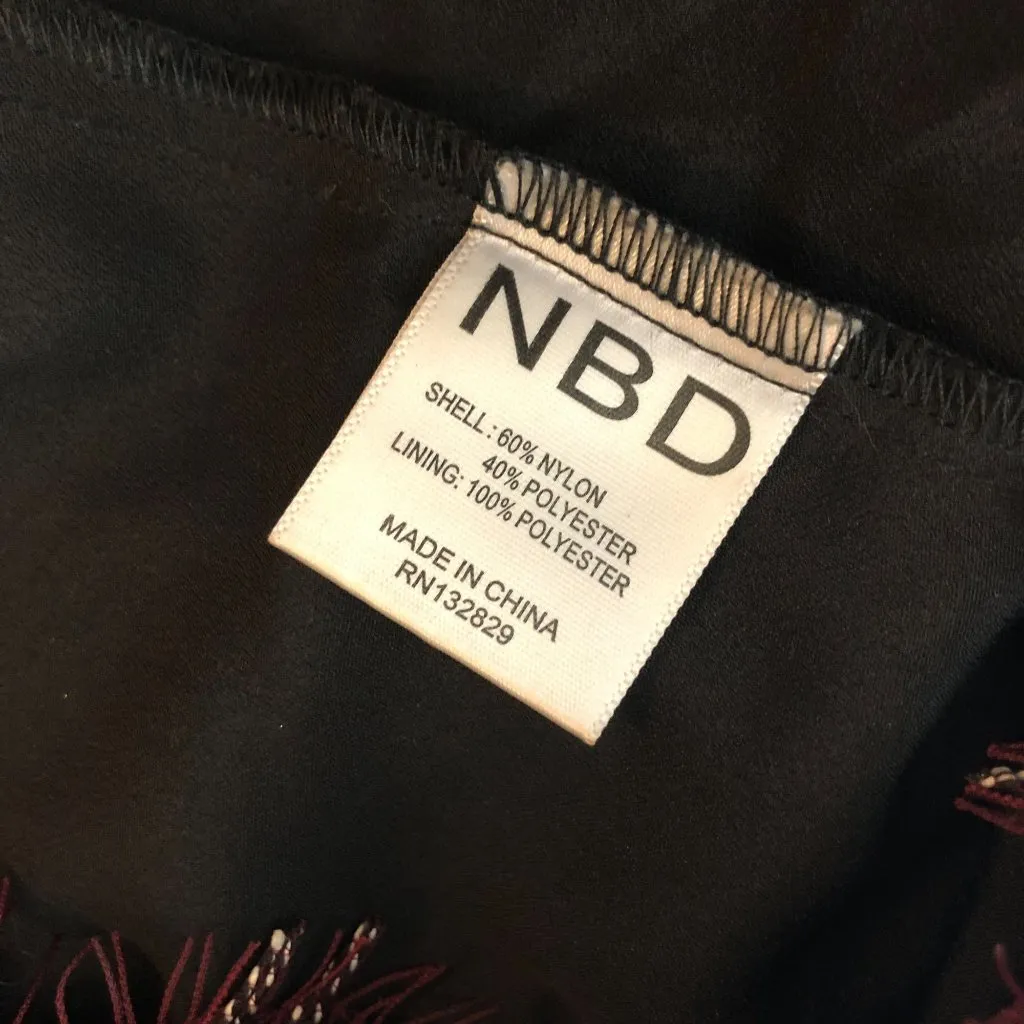 NBD
SHELL: 60% NYLON
40% POLYESTER
LINING: 100% POLYESTER
MADE IN CHINA
RN132829